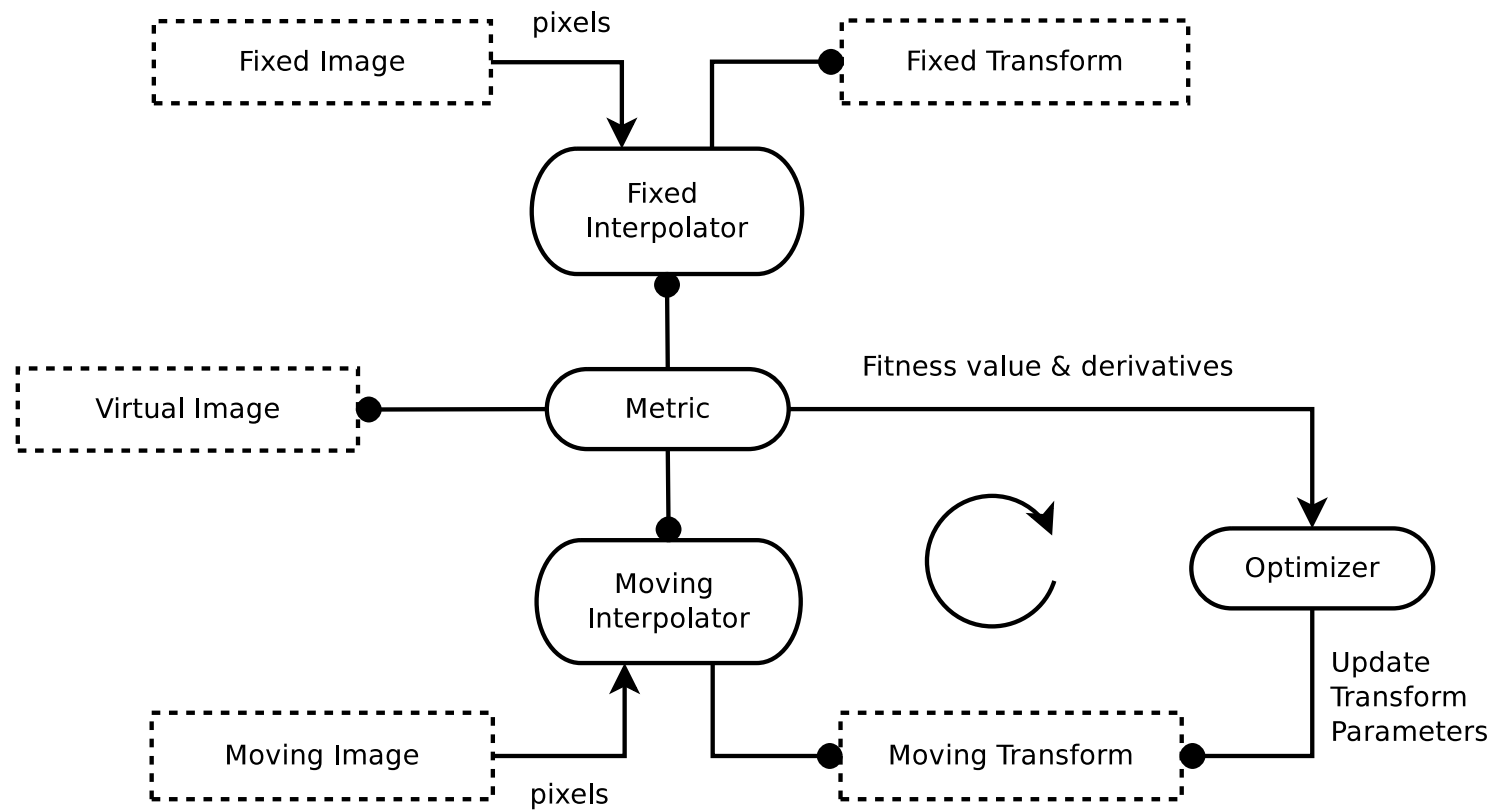 pixels
Fixed Image
Fixed Transform
Fixed
Interpolator
Fitness value & derivatives
Virtual Image
Metric
Optimizer
Moving
Interpolator
Update
Transform
Parameters
Moving Image
Moving Transform
pixels